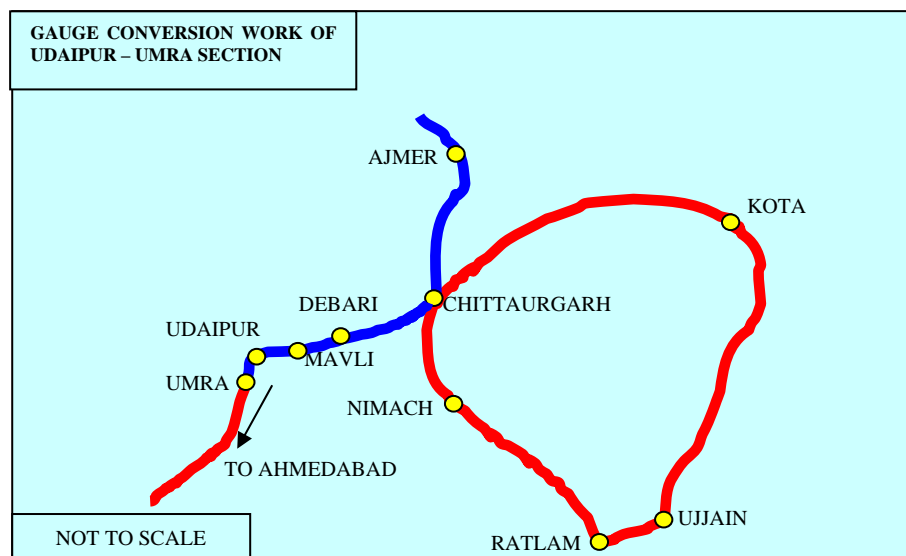 GAUGE CONVERSION WORK OF
UDAIPUR – UMRA SECTION
AJMER
KOTA
DEBARI
CHITTAURGARH
UDAIPUR
MAVLI
UMRA
NIMACH
TO AHMEDABAD
UJJAIN
NOT TO SCALE
RATLAM